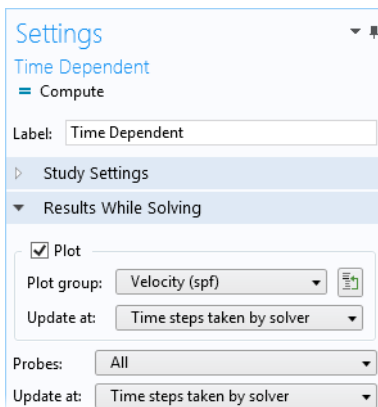 Settings
Time Dependent
= Compute
Label: Time Dependent
Study Settings
Results While Solving
Plot
Plot group: Velocity (spf)
Update at: Time steps taken by solver
Probes: All
Update at: Time steps taken by solver